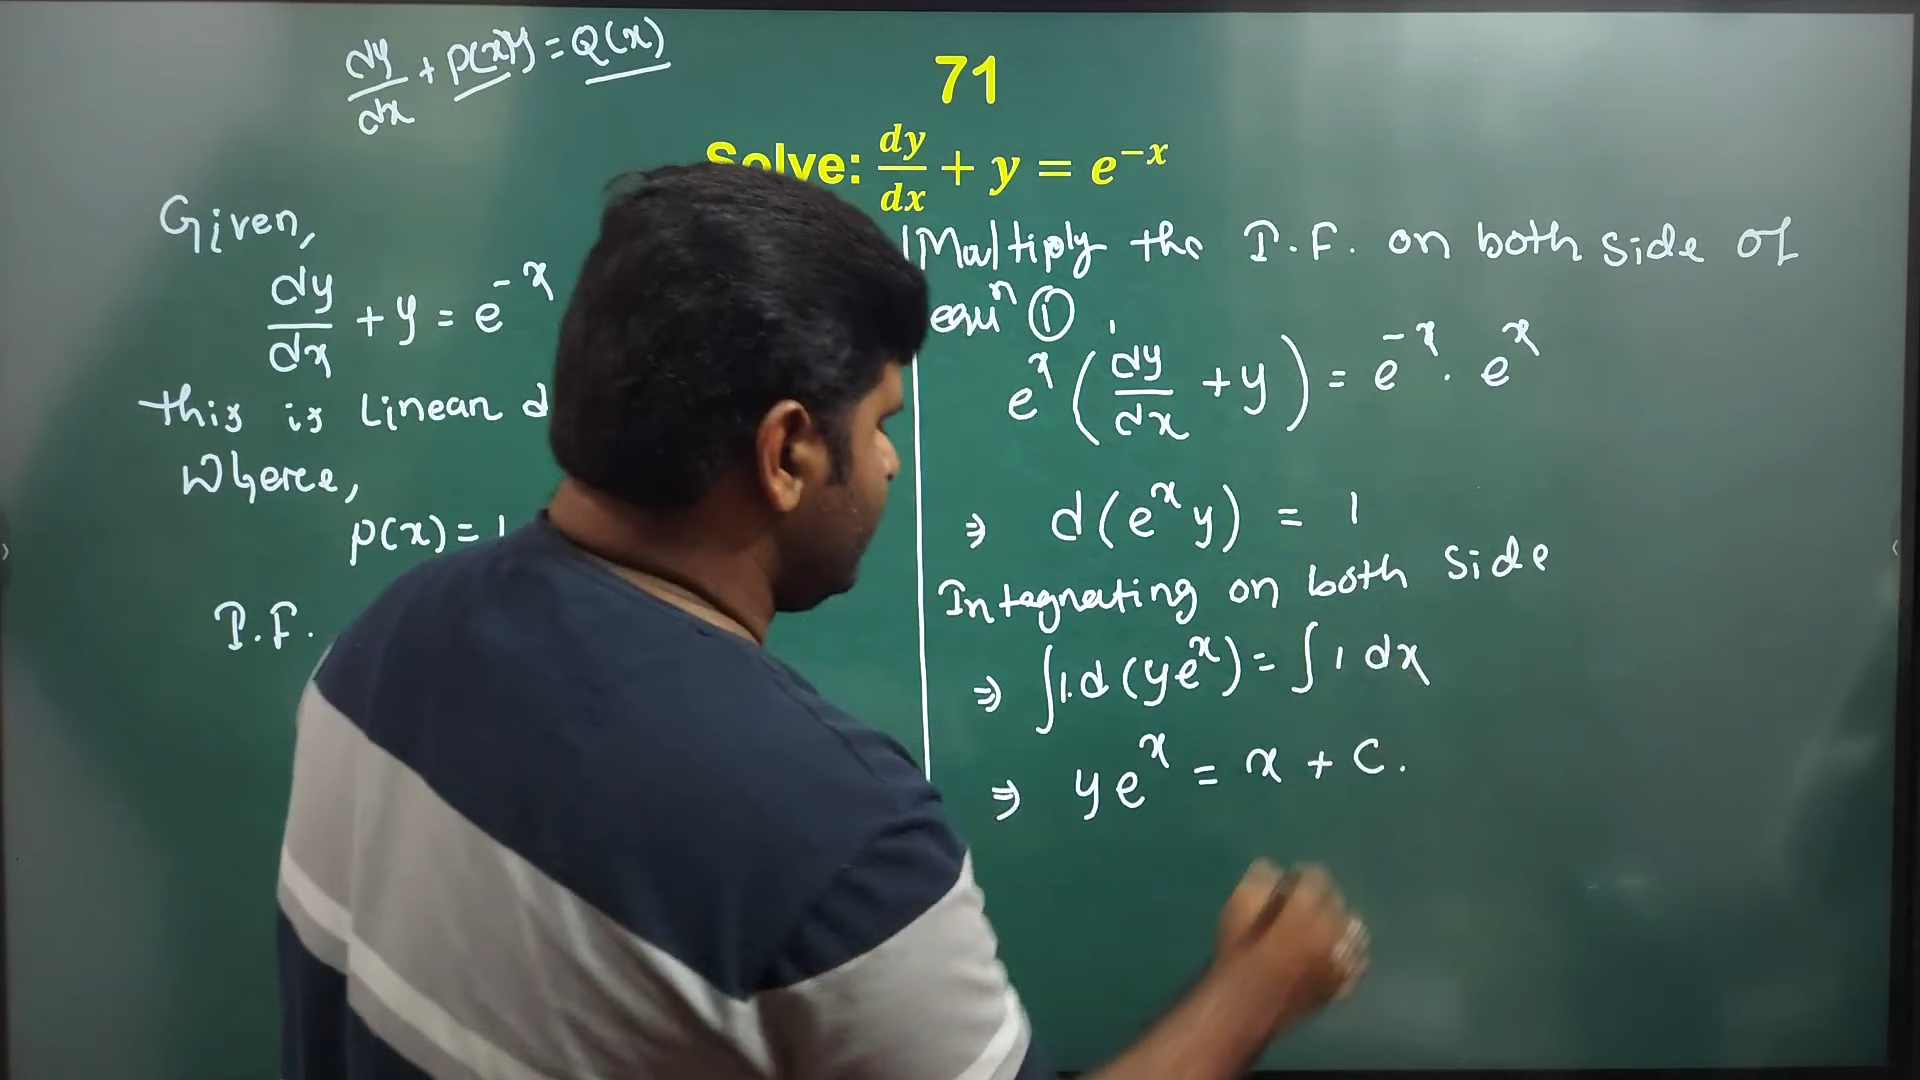 dy/dx + p(x)y = Q(x)
71
Solve: dy/dx + y = e^{-x}
Given,
dy/dx + y = e^{-x}
this is Linear d
Where,
p(x) = 1
I.F.
Multiply the I.F. on both side of
equⁿ ①,
e^x (dy/dx + y) = e^{-x} . e^x
⇒ d(e^x y) = 1
Integrating on both side
⇒ ∫1.d(ye^x) = ∫1 dx
⇒ ye^x = x + c.